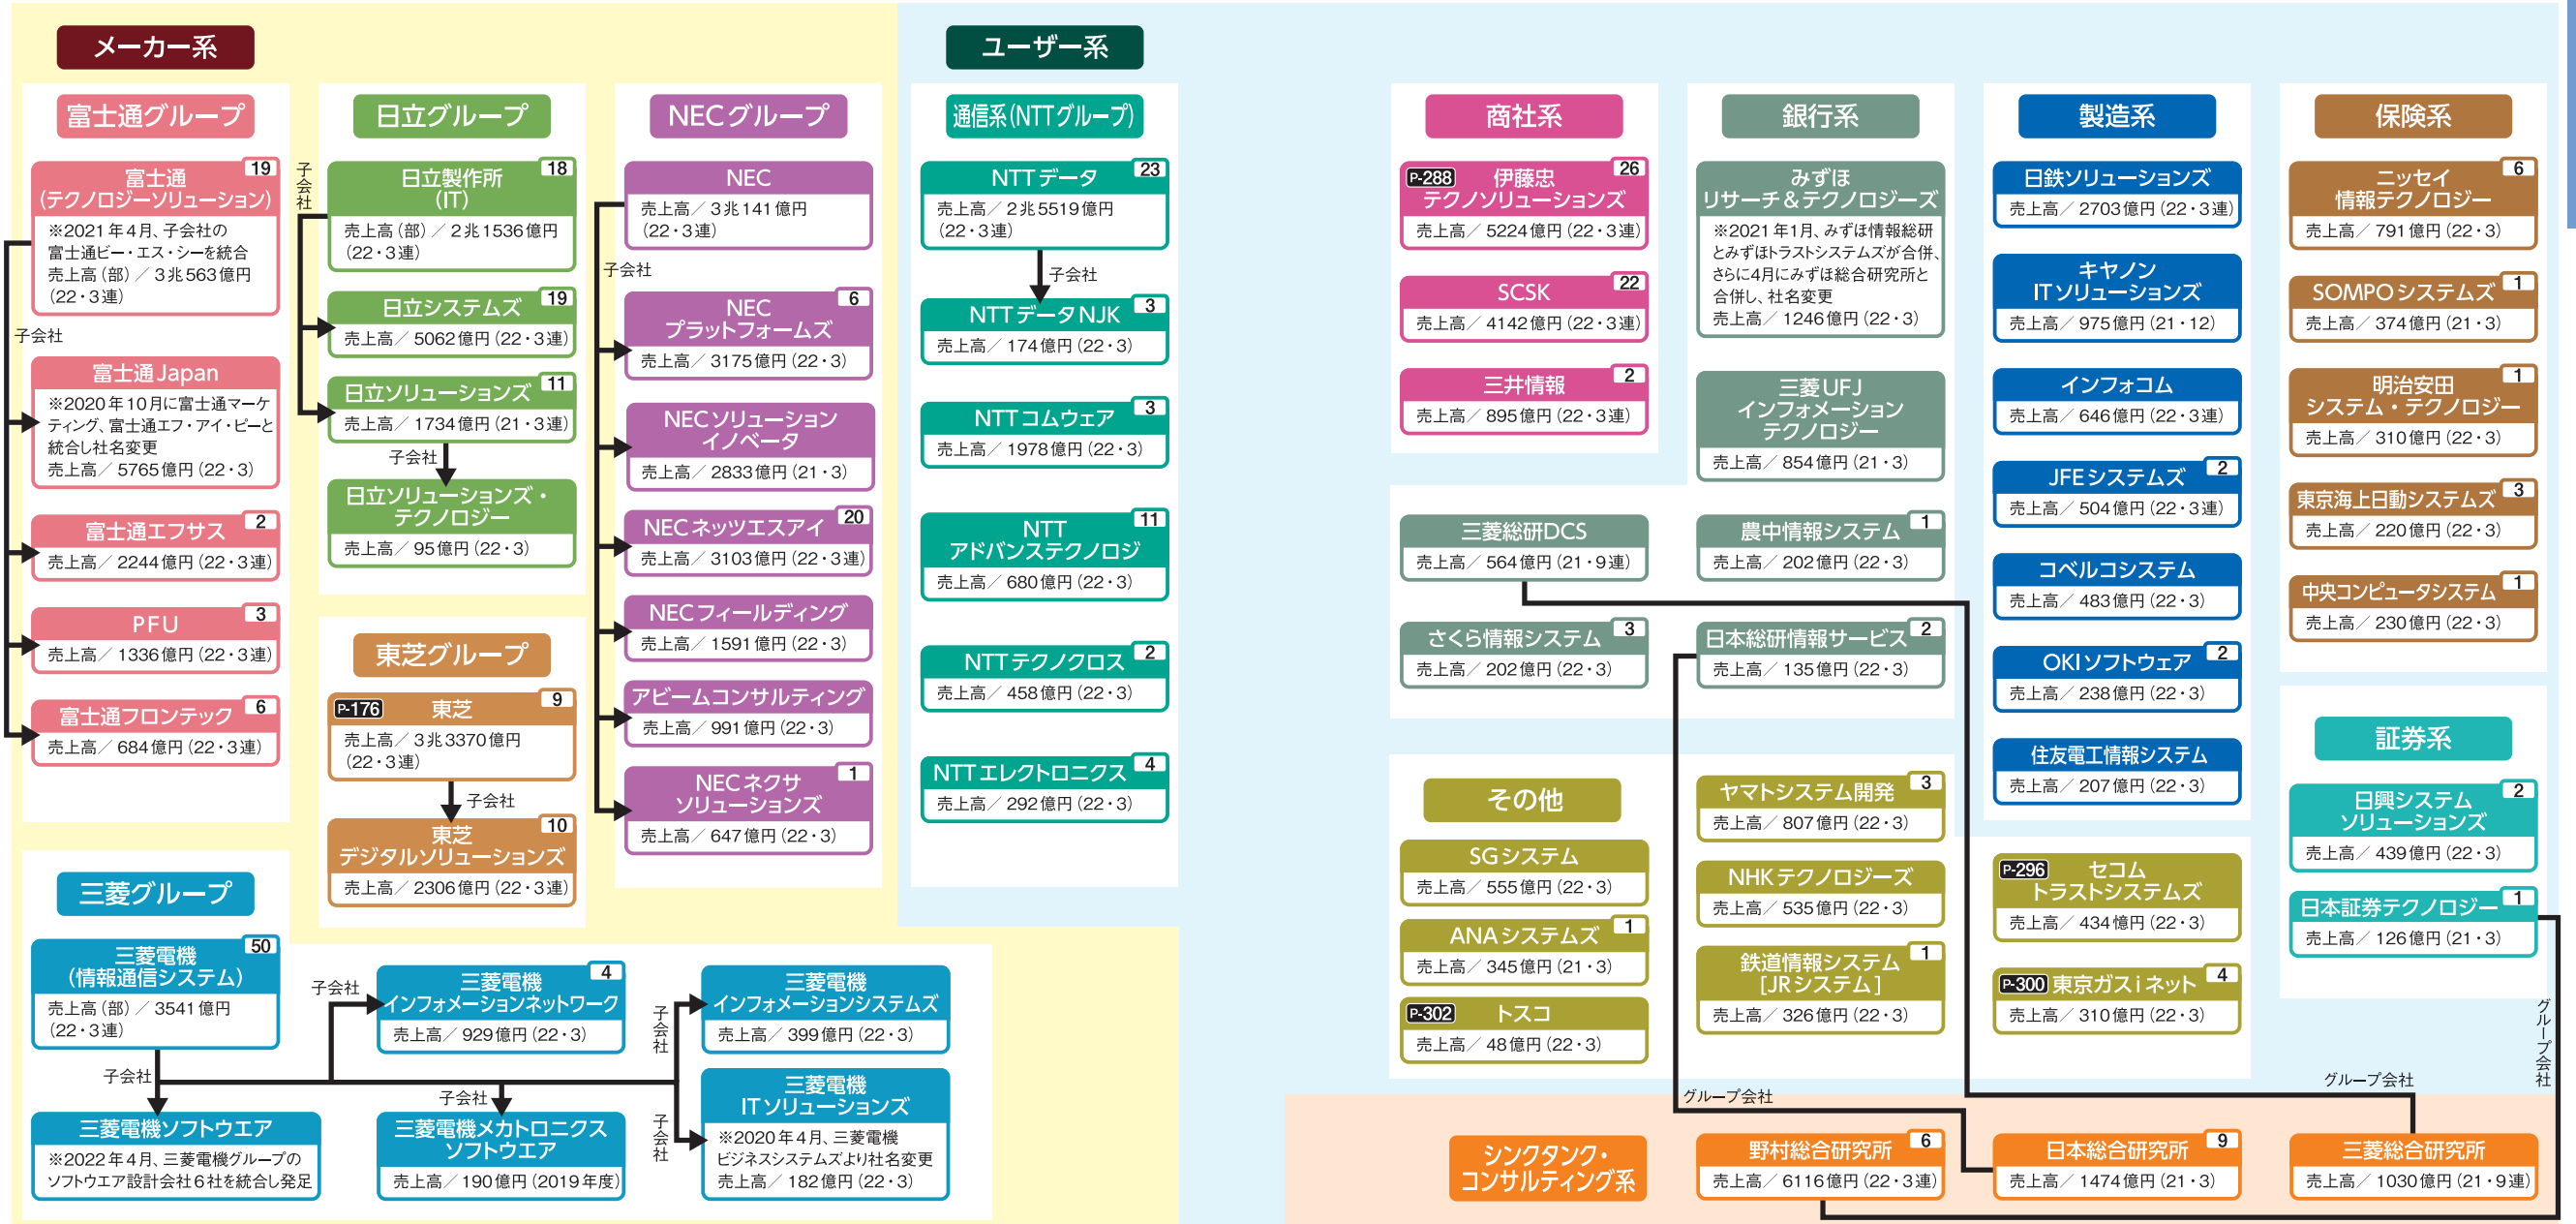 メーカー系
富士通グループ
19
富士通
(テクノロジーソリューション)
※2021年4月、子会社の
富士通ビー・エス・シーを統合
売上高(部)／3兆563億円
(22・3連)
子会社
富士通Japan
※2020年10月に富士通マーケ
ティング、富士通エフ・アイ・ピーと
統合し社名変更
売上高／5765億円(22・3)
富士通エフサス
2
売上高／2244億円(22・3連)
PFU
3
売上高／1336億円(22・3連)
富士通フロンテック
6
売上高／684億円(22・3連)
日立グループ
子会社
18
日立製作所
(IT)
売上高(部)／2兆1536億円
(22・3連)
日立システムズ
19
売上高／5062億円(22・3連)
日立ソリューションズ
11
売上高／1734億円(21・3連)
子会社
日立ソリューションズ・
テクノロジー
売上高／95億円(22・3)
東芝グループ
P-176
東芝
9
売上高／3兆3370億円
(22・3連)
子会社
10
東芝
デジタルソリューションズ
売上高／2306億円(22・3連)
NECグループ
NEC
売上高／3兆141億円
(22・3連)
子会社
6
NEC
プラットフォームズ
売上高／3175億円(22・3)
NECソリューション
イノベータ
売上高／2833億円(21・3)
NECネッツエスアイ
20
売上高／3103億円(22・3連)
NECフィールディング
売上高／1591億円(22・3)
アビームコンサルティング
売上高／991億円(22・3)
1
NECネクサ
ソリューションズ
売上高／647億円(22・3)
三菱グループ
50
三菱電機
(情報通信システム)
売上高(部)／3541億円
(22・3連)
子会社
三菱電機ソフトウエア
※2022年4月、三菱電機グループの
ソフトウエア設計会社6社を統合し発足
子会社
4
三菱電機
インフォメーションネットワーク
売上高／929億円(22・3)
子会社
三菱電機メカトロニクス
ソフトウエア
売上高／190億円(2019年度)
子会社
三菱電機
インフォメーションシステムズ
売上高／399億円(22・3)
子会社
三菱電機
ITソリューションズ
※2020年4月、三菱電機
ビジネスシステムズより社名変更
売上高／182億円(22・3)
ユーザー系
通信系(NTTグループ)
NTTデータ
23
売上高／2兆5519億円
(22・3連)
子会社
NTTデータNJK
3
売上高／174億円(22・3)
NTTコムウェア
3
売上高／1978億円(22・3)
11
NTT
アドバンステクノロジ
売上高／680億円(22・3)
NTTテクノクロス
2
売上高／458億円(22・3)
NTTエレクトロニクス
4
売上高／292億円(22・3)
商社系
P-288
26
伊藤忠
テクノソリューションズ
売上高／5224億円(22・3連)
SCSK
22
売上高／4142億円(22・3連)
三井情報
2
売上高／895億円(22・3連)
銀行系
みずほ
リサーチ＆テクノロジーズ
※2021年1月、みずほ情報総研
とみずほトラストシステムズが合併、
さらに4月にみずほ総合研究所と
合併し、社名変更
売上高／1246億円(22・3)
三菱UFJ
インフォメーション
テクノロジー
売上高／854億円(21・3)
三菱総研DCS
売上高／564億円(21・9連)
農中情報システム
1
売上高／202億円(22・3)
さくら情報システム
3
売上高／202億円(22・3)
日本総研情報サービス
2
売上高／135億円(22・3)
製造系
日鉄ソリューションズ
売上高／2703億円(22・3連)
キヤノン
ITソリューションズ
売上高／975億円(21・12)
インフォコム
売上高／646億円(22・3連)
JFEシステムズ
2
売上高／504億円(22・3連)
コベルコシステム
売上高／483億円(22・3)
OKIソフトウェア
2
売上高／238億円(22・3)
住友電工情報システム
売上高／207億円(22・3)
保険系
6
ニッセイ
情報テクノロジー
売上高／791億円(22・3)
SOMPOシステムズ
1
売上高／374億円(21・3)
1
明治安田
システム・テクノロジー
売上高／310億円(22・3)
東京海上日動システムズ
3
売上高／220億円(22・3)
中央コンピュータシステム
1
売上高／230億円(22・3)
証券系
2
日興システム
ソリューションズ
売上高／439億円(22・3)
日本証券テクノロジー
1
売上高／126億円(21・3)
グループ会社
その他
SGシステム
売上高／555億円(22・3)
ANAシステムズ
1
売上高／345億円(21・3)
P-302
トスコ
売上高／48億円(22・3)
ヤマトシステム開発
3
売上高／807億円(22・3)
NHKテクノロジーズ
売上高／535億円(22・3)
1
鉄道情報システム
[JRシステム]
売上高／326億円(22・3)
P-296
セコム
トラストシステムズ
売上高／434億円(22・3)
P-300
東京ガスiネット
4
売上高／310億円(22・3)
グループ会社
グループ会社
シンクタンク・
コンサルティング系
野村総合研究所
6
売上高／6116億円(22・3連)
日本総合研究所
9
売上高／1474億円(21・3)
三菱総合研究所
売上高／1030億円(21・9連)